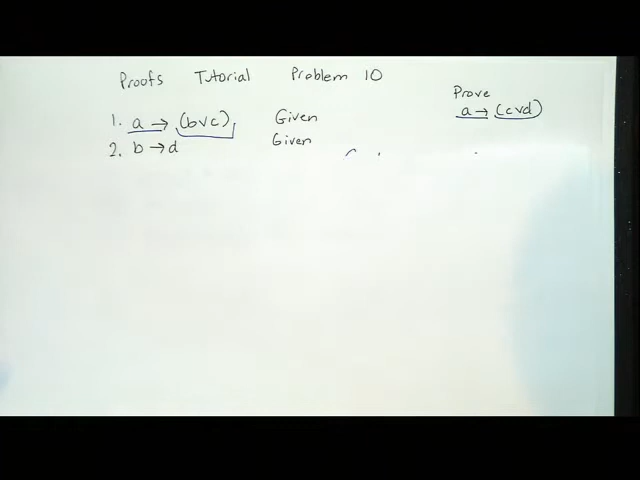 Proofs Tutorial Problem 10
Prove
a → (c∨d)
1. a → (b∨c) Given
2. b → d Given